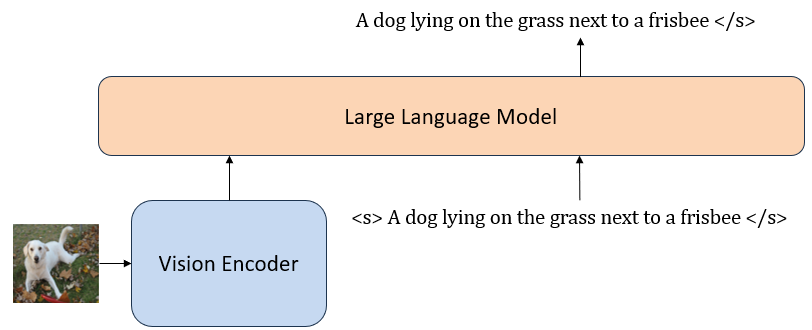 A dog lying on the grass next to a frisbee </s>
Large Language Model
<s> A dog lying on the grass next to a frisbee </s>
Vision Encoder